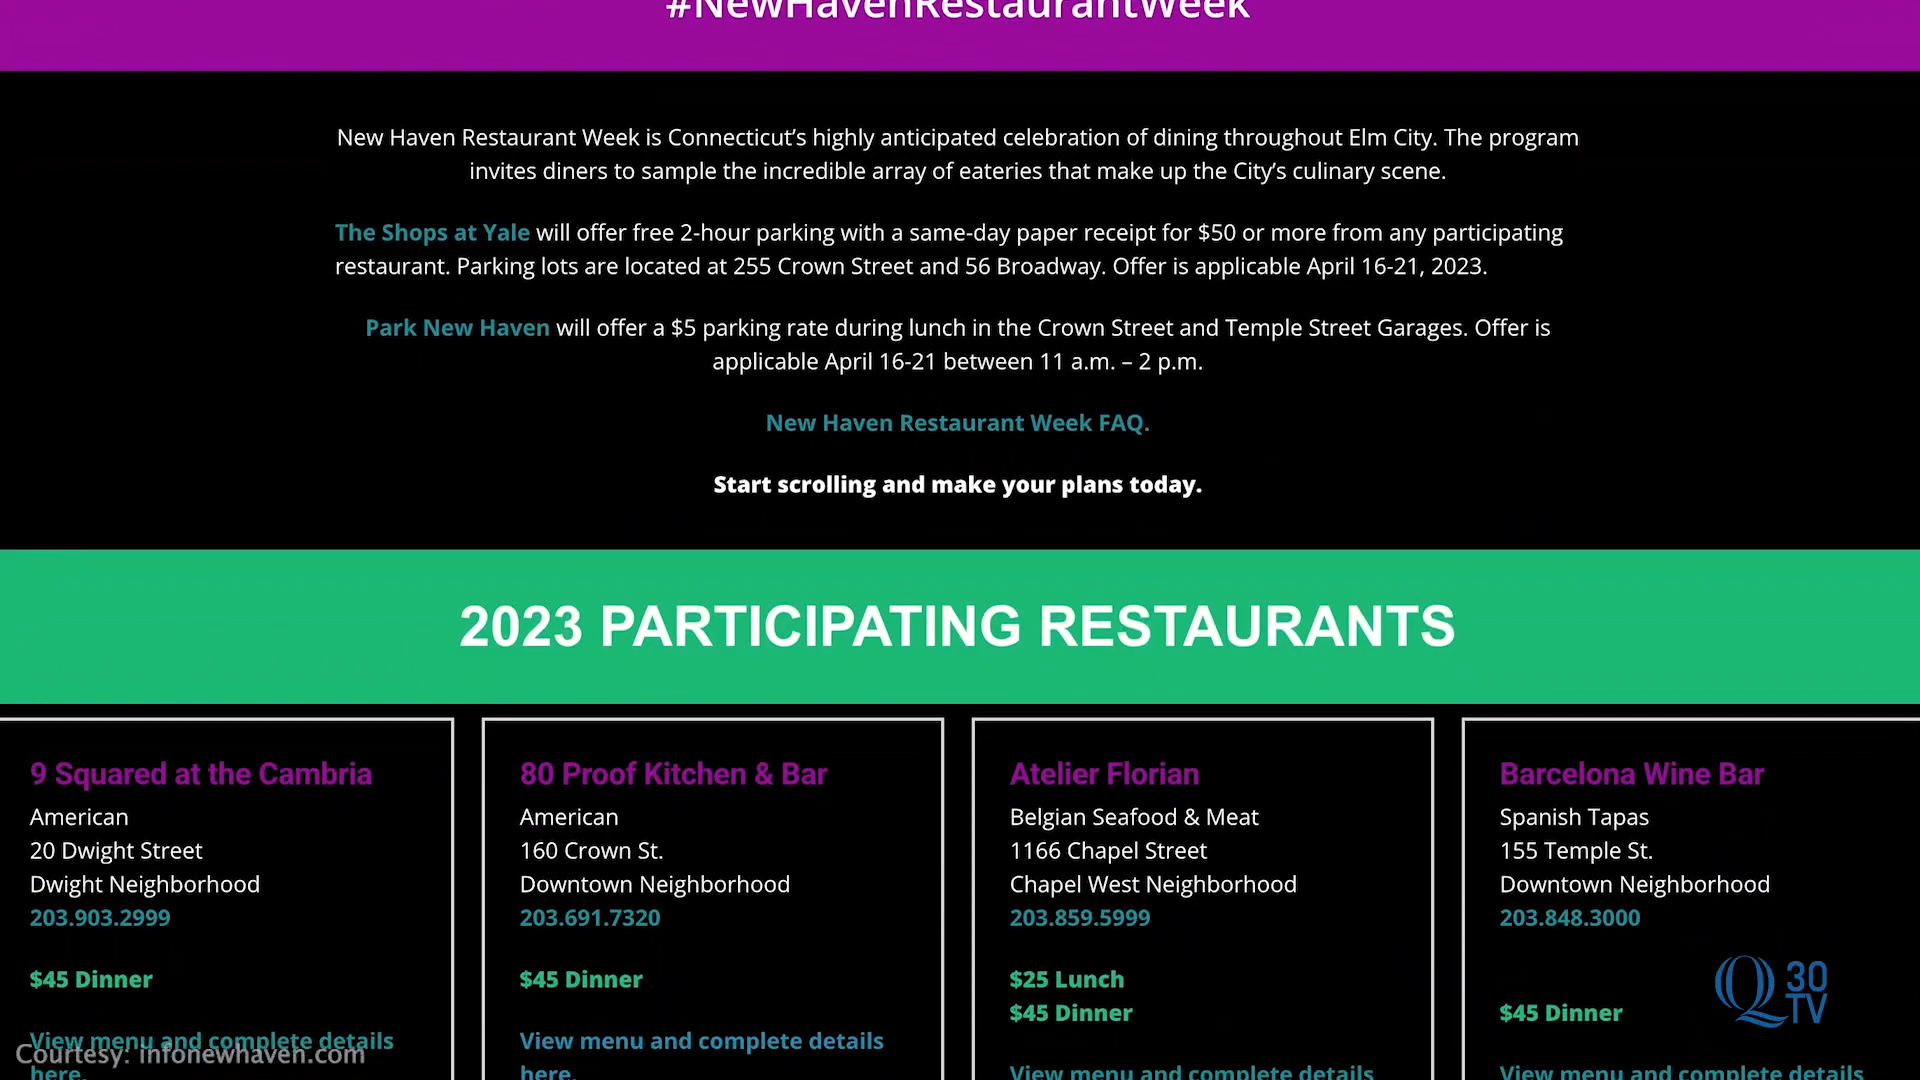 #NewHavenRestaurantWeek
New Haven Restaurant Week is Connecticut’s highly anticipated celebration of dining throughout Elm City. The program
invites diners to sample the incredible array of eateries that make up the City’s culinary scene.
The Shops at Yale will offer free 2-hour parking with a same-day paper receipt for $50 or more from any participating
restaurant. Parking lots are located at 255 Crown Street and 56 Broadway. Offer is applicable April 16-21, 2023.
Park New Haven will offer a $5 parking rate during lunch in the Crown Street and Temple Street Garages. Offer is
applicable April 16-21 between 11 a.m. – 2 p.m.
New Haven Restaurant Week FAQ.
Start scrolling and make your plans today.
2023 PARTICIPATING RESTAURANTS
9 Squared at the Cambria
American
20 Dwight Street
Dwight Neighborhood
203.903.2999
$45 Dinner
View menu and complete details
here.
80 Proof Kitchen & Bar
American
160 Crown St.
Downtown Neighborhood
203.691.7320
$45 Dinner
View menu and complete details
here.
Atelier Florian
Belgian Seafood & Meat
1166 Chapel Street
Chapel West Neighborhood
203.859.5999
$25 Lunch
$45 Dinner
View menu and complete details
Barcelona Wine Bar
Spanish Tapas
155 Temple St.
Downtown Neighborhood
203.848.3000
$45 Dinner
View menu and complete details
Courtesy: infonewhaven.com
Q 30
TV